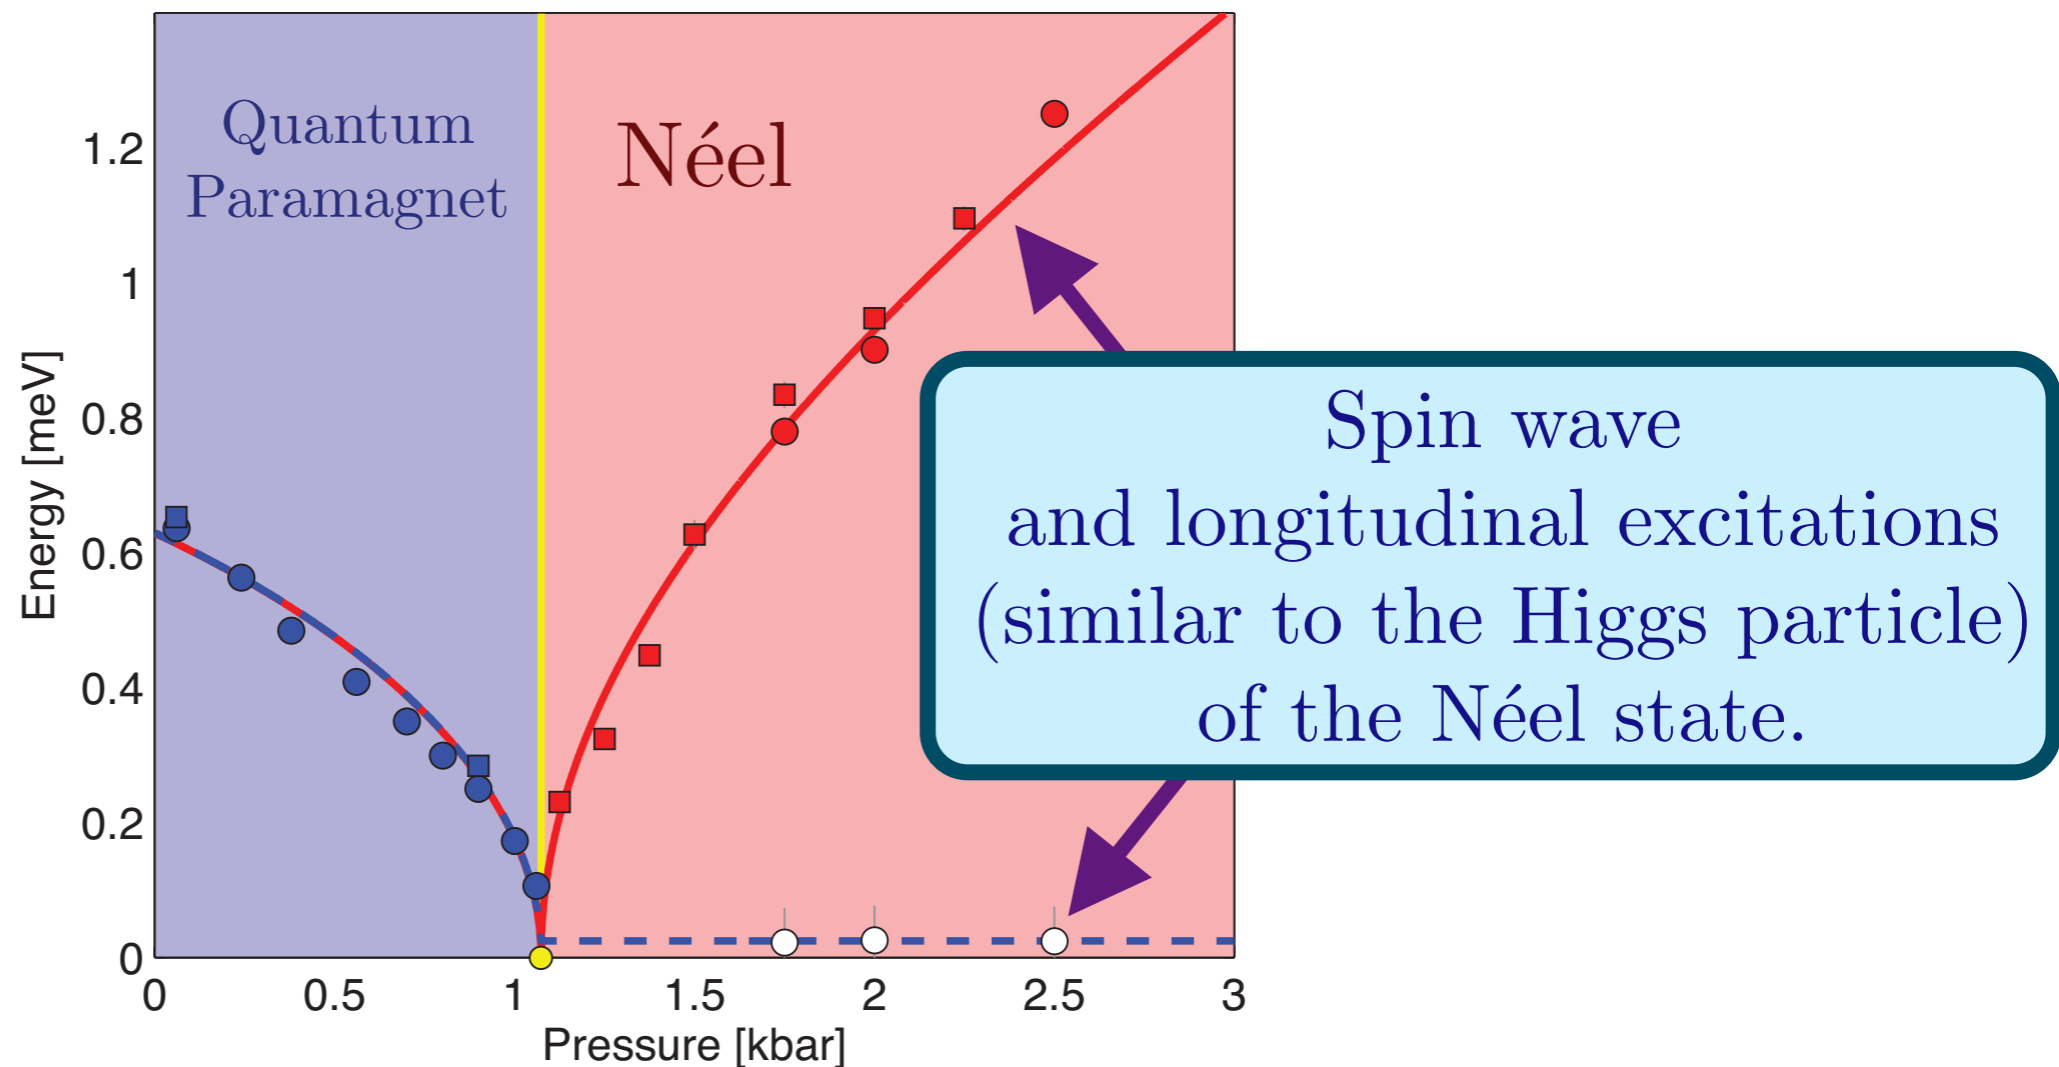 Quantum
Paramagnet
Néel
1.2
1
0.8
0.6
0.4
0.2
0
Energy [meV]
Spin wave
and longitudinal excitations
(similar to the Higgs particle)
of the Néel state.
0 0.5 1 1.5 2 2.5 3
Pressure [kbar]